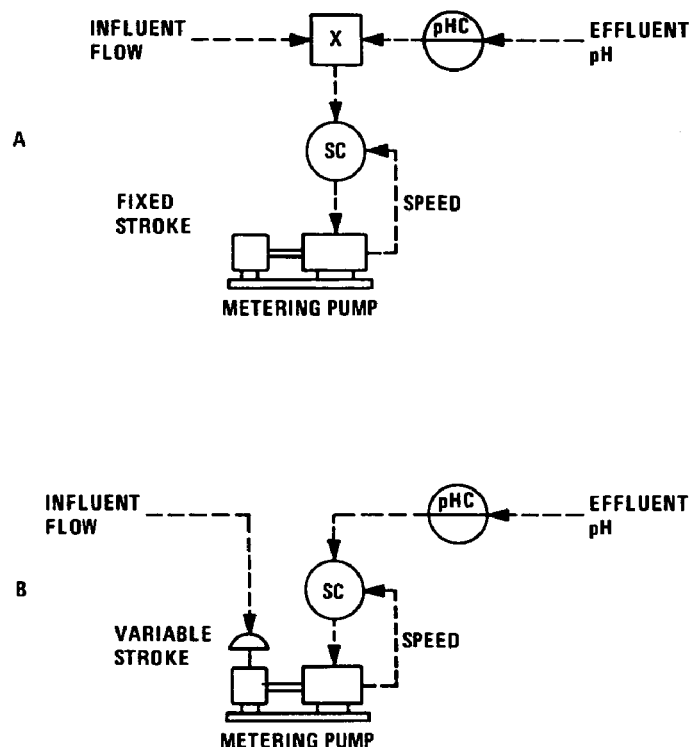 INFLUENT
FLOW
X
pHC
EFFLUENT
pH
A
SC
SPEED
FIXED
STROKE
METERING PUMP
INFLUENT
FLOW
pHC
EFFLUENT
pH
B
SC
SPEED
VARIABLE
STROKE
METERING PUMP